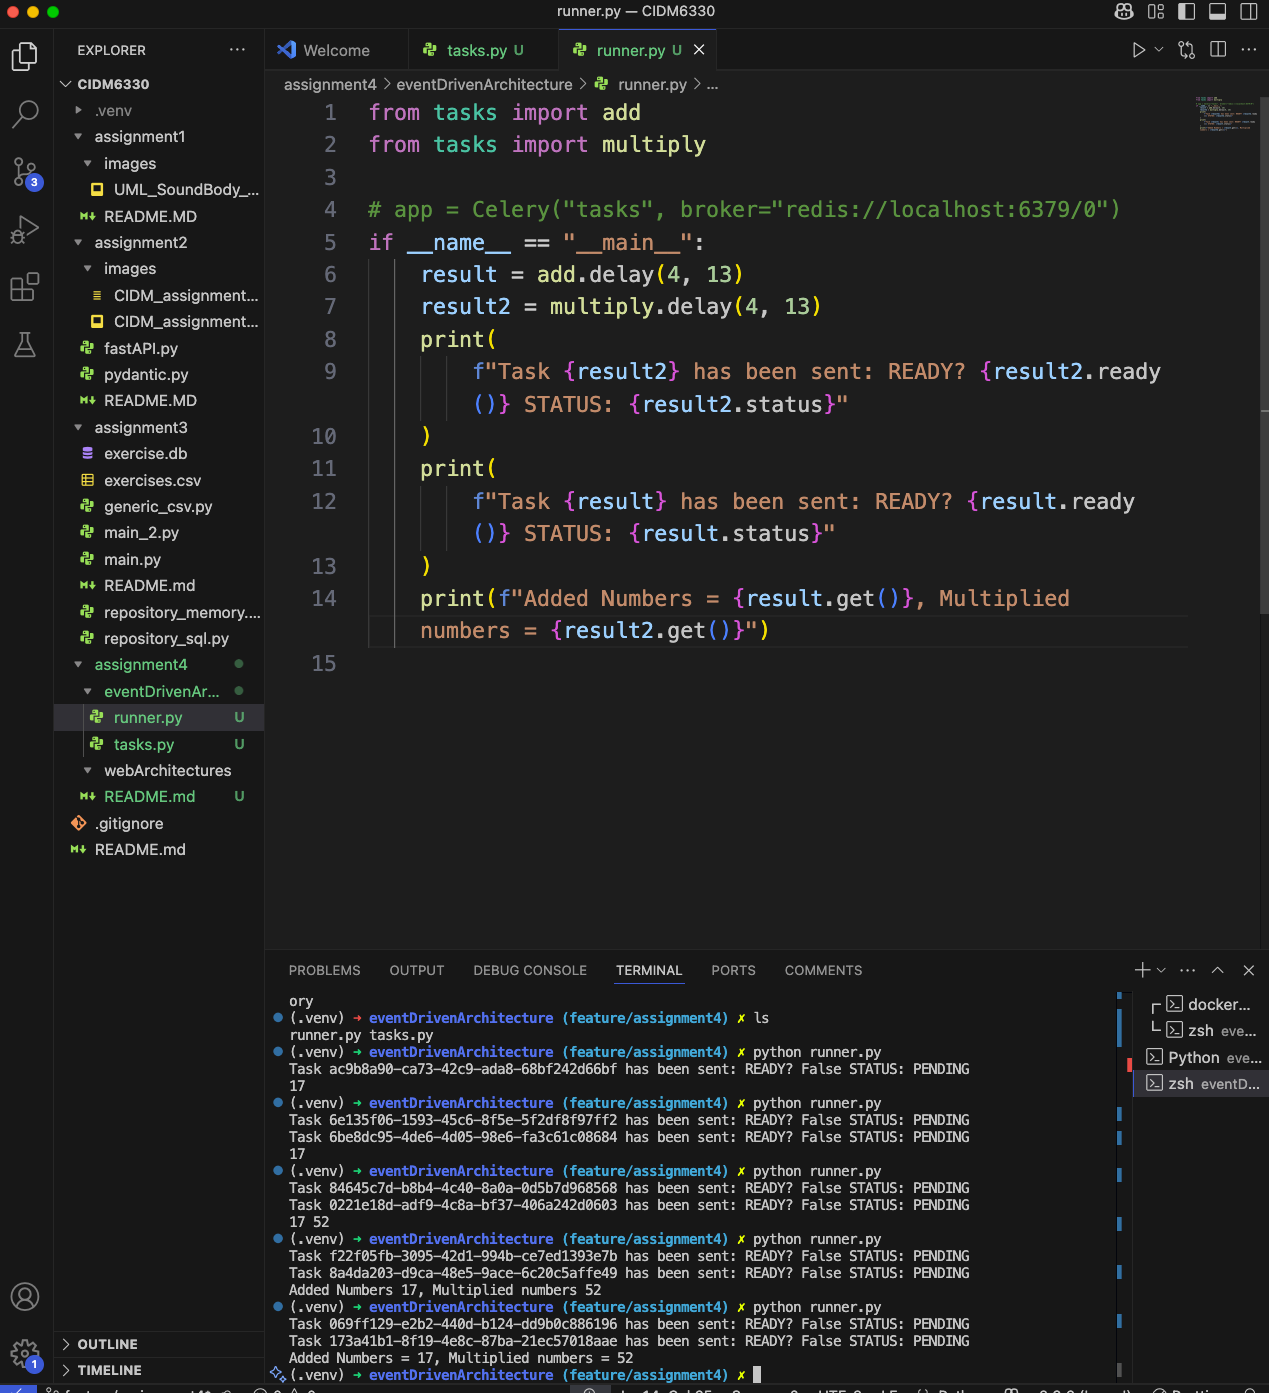 runner.py — CIDM6330
EXPLORER
CIDM6330
.venv
assignment1
images
UML_SoundBody_...
README.MD
assignment2
images
CIDM_assignment...
CIDM_assignment...
fastAPI.py
pydantic.py
README.MD
assignment3
exercise.db
exercises.csv
generic_csv.py
main_2.py
main.py
README.md
repository_memory....
repository_sql.py
assignment4
eventDrivenAr...
runner.py U
tasks.py U
webArchitectures
README.md U
.gitignore
README.md
OUTLINE
TIMELINE
3
1
Welcome
tasks.py U
runner.py U
assignment4 > eventDrivenArchitecture > runner.py > ...
1 from tasks import add
2 from tasks import multiply
3
4 # app = Celery("tasks", broker="redis://localhost:6379/0")
5 if __name__ == "__main__":
6 result = add.delay(4, 13)
7 result2 = multiply.delay(4, 13)
8 print(
9 f"Task {result2} has been sent: READY? {result2.ready
()} STATUS: {result2.status}"
10 )
11 print(
12 f"Task {result} has been sent: READY? {result.ready
()} STATUS: {result.status}"
13 )
14 print(f"Added Numbers = {result.get()}, Multiplied
numbers = {result2.get()}")
15
PROBLEMS OUTPUT DEBUG CONSOLE TERMINAL PORTS COMMENTS
ory
(.venv) → eventDrivenArchitecture (feature/assignment4) ✗ ls
runner.py tasks.py
(.venv) → eventDrivenArchitecture (feature/assignment4) ✗ python runner.py
Task ac9b8a90-ca73-42c9-ada8-68bf242d66bf has been sent: READY? False STATUS: PENDING
17
(.venv) → eventDrivenArchitecture (feature/assignment4) ✗ python runner.py
Task 6e135f06-1593-45c6-8f5e-5f2df8f97ff2 has been sent: READY? False STATUS: PENDING
Task 6be8dc95-4de6-4d05-98e6-fa3c61c08684 has been sent: READY? False STATUS: PENDING
17
(.venv) → eventDrivenArchitecture (feature/assignment4) ✗ python runner.py
Task 84645c7d-b8b4-4c40-8a0a-0d5b7d968568 has been sent: READY? False STATUS: PENDING
Task 0221e18d-adf9-4c8a-bf37-406a242d0603 has been sent: READY? False STATUS: PENDING
17 52
(.venv) → eventDrivenArchitecture (feature/assignment4) ✗ python runner.py
Task f22f05fb-3095-42d1-994b-ce7ed1393e7b has been sent: READY? False STATUS: PENDING
Task 8a4da203-d9ca-48e5-9ace-6c20c5affe49 has been sent: READY? False STATUS: PENDING
Added Numbers 17, Multiplied numbers 52
(.venv) → eventDrivenArchitecture (feature/assignment4) ✗ python runner.py
Task 069ff129-e2b2-440d-b124-dd9b0c886196 has been sent: READY? False STATUS: PENDING
Task 173a41b1-8f19-4e8c-87ba-21ec57018aae has been sent: READY? False STATUS: PENDING
Added Numbers = 17, Multiplied numbers = 52
(.venv) → eventDrivenArchitecture (feature/assignment4) ✗
docker...
zsh eve...
Python eve...
zsh eventD...